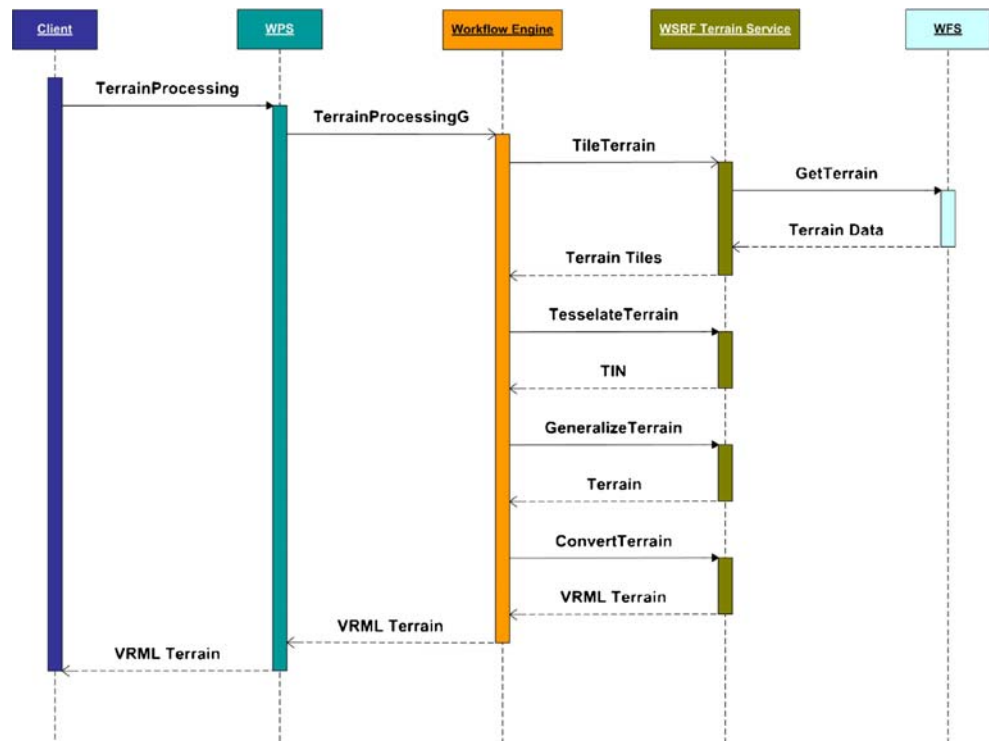 Client
WPS
Workflow Engine
WSRF Terrain Service
WFS
TerrainProcessing
TerrainProcessingG
TileTerrain
GetTerrain
Terrain Data
Terrain Tiles
TesselateTerrain
TIN
GeneralizeTerrain
Terrain
ConvertTerrain
VRML Terrain
VRML Terrain
VRML Terrain